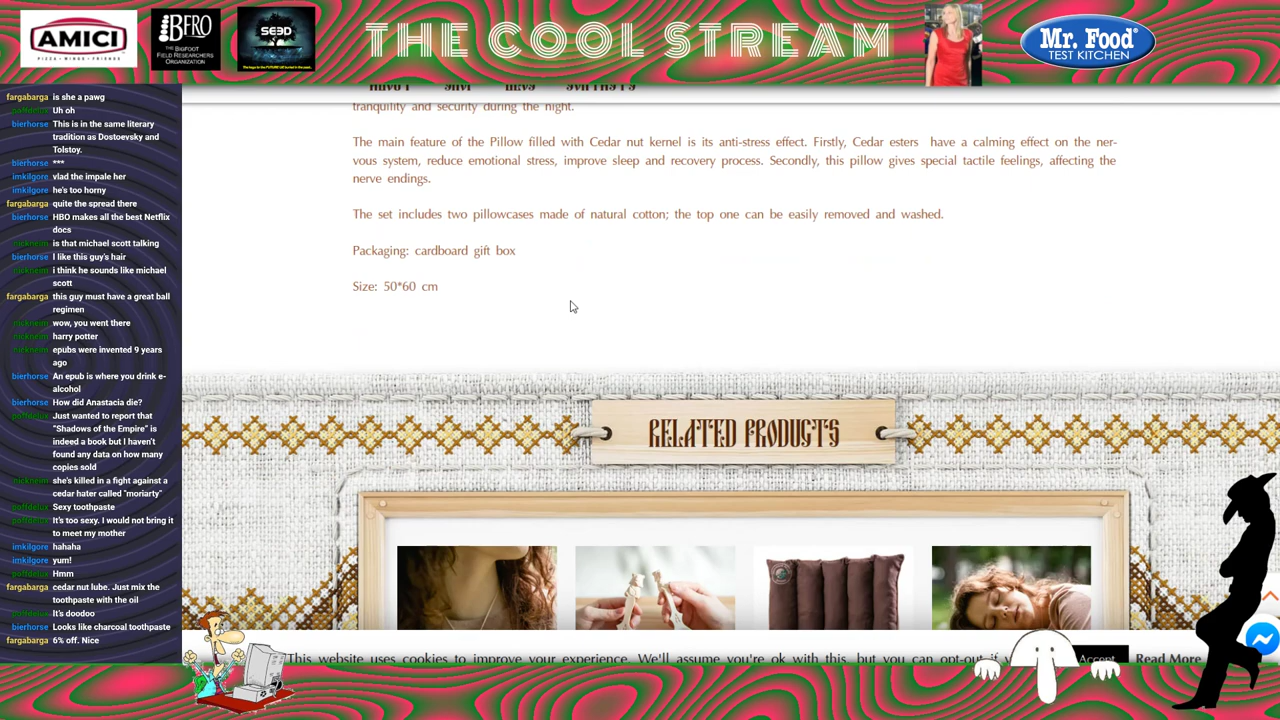 AMICI
PIZZA • WINGS • FRIENDS
BFRO
THE BIGFOOT
FIELD RESEARCHERS
ORGANIZATION
SEED
THE COOL STREAM
Mr. Food®
TEST KITCHEN
fargabarga is she a pawg
poffdelux Uh oh
bierhorse This is in the same literary
tradition as Dostoevsky and
Tolstoy.
bierhorse ***
imkilgore vlad the impale her
imkilgore he's too horny
fargabarga quite the spread there
bierhorse HBO makes all the best Netflix
docs
nickneim is that michael scott talking
bierhorse I like this guy's hair
nickneim i think he sounds like michael
scott
fargabarga this guy must have a great ball
regimen
nickneim wow, you went there
nickneim harry potter
nickneim epubs were invented 9 years
ago
bierhorse An epub is where you drink e-
alcohol
bierhorse How did Anastacia die?
poffdelux Just wanted to report that
"Shadows of the Empire" is
indeed a book but I haven't
found any data on how many
copies sold
nickneim she's killed in a fight against a
cedar hater called "moriarty"
poffdelux Sexy toothpaste
poffdelux It's too sexy. I would not bring it
to meet my mother
imkilgore hahaha
imkilgore yum!
poffdelux Hmm
fargabarga cedar nut lube. Just mix the
toothpaste with the oil
poffdelux It's doodoo
bierhorse Looks like charcoal toothpaste
fargabarga 6% off. Nice
tranquility and security during the night.
The main feature of the Pillow filled with Cedar nut kernel is its anti-stress effect. Firstly, Cedar esters have a calming effect on the ner-
vous system, reduce emotional stress, improve sleep and recovery process. Secondly, this pillow gives special tactile feelings, affecting the
nerve endings.
The set includes two pillowcases made of natural cotton; the top one can be easily removed and washed.
Packaging: cardboard gift box
Size: 50*60 cm
RELATED PRODUCTS
This website uses cookies to improve your experience. We'll assume you're ok with this, but you can opt-out if
Accept
Read More